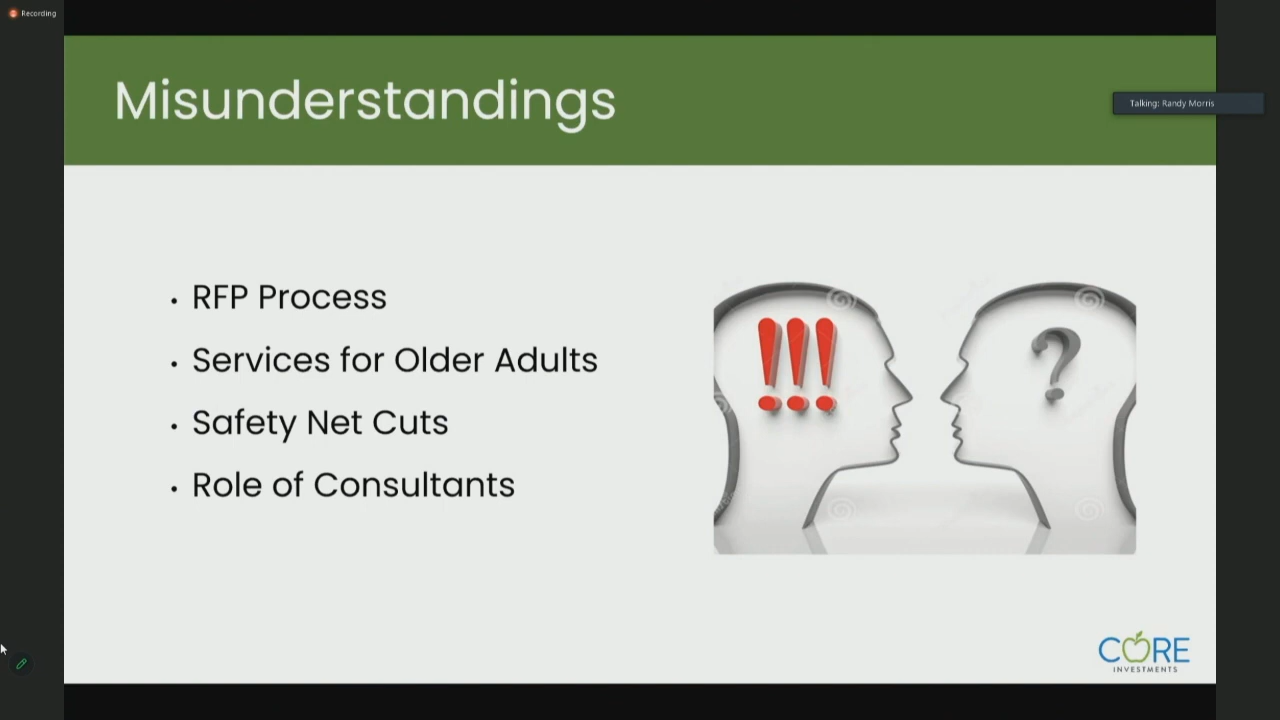 Recording
Misunderstandings
Talking: Randy Morris
• RFP Process
• Services for Older Adults
• Safety Net Cuts
• Role of Consultants
!!!
?
CORE
INVESTMENTS